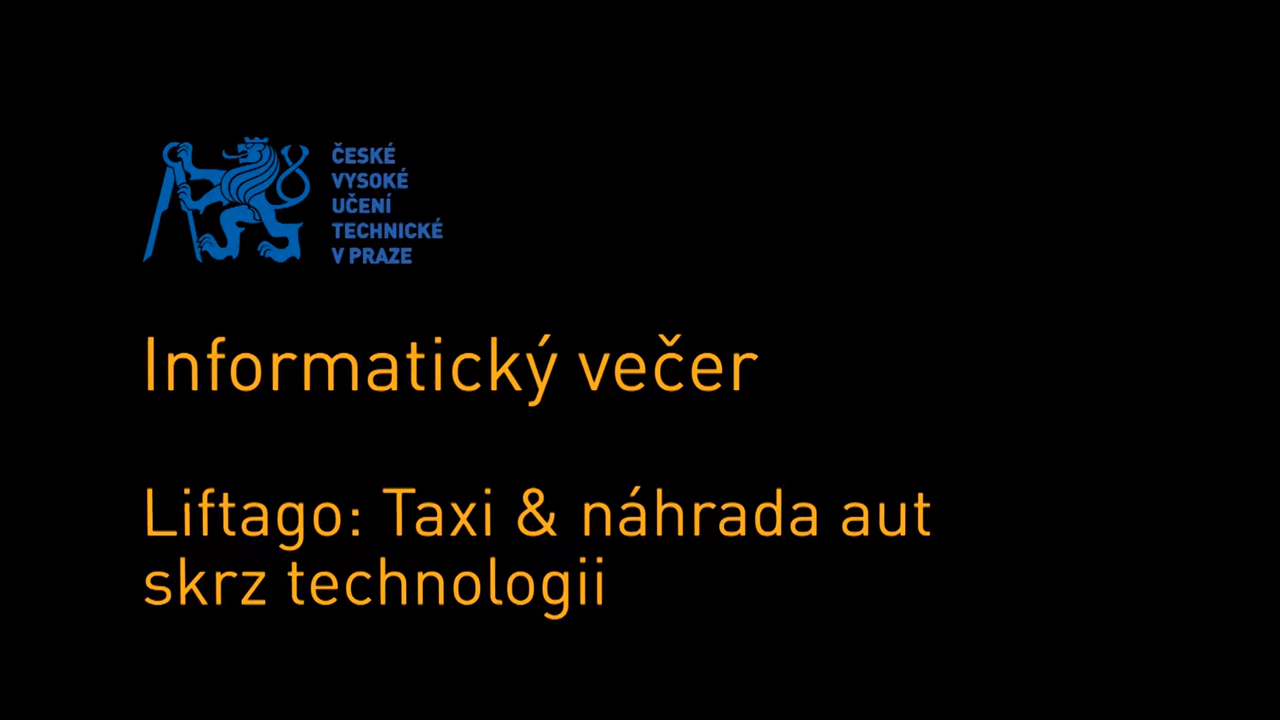 ČESKÉ
VYSOKÉ
UČENÍ
TECHNICKÉ
V PRAZE
Informatický večer
Liftago: Taxi & náhrada aut
skrz technologii